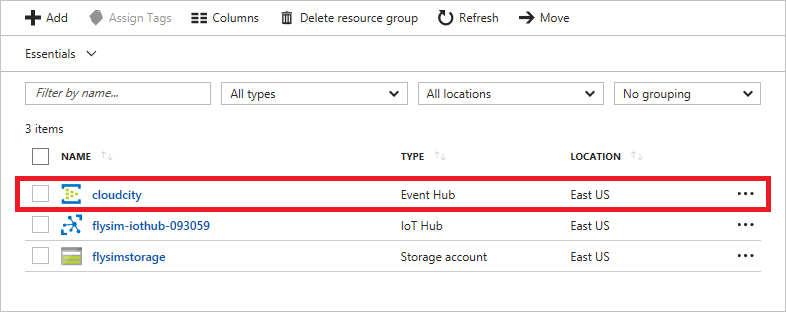 Add Assign Tags Columns Delete resource group Refresh Move
Essentials
Filter by name... All types All locations No grouping
3 items
NAME TYPE LOCATION
cloudcity Event Hub East US
flysim-iothub-093059 IoT Hub East US
flysimstorage Storage account East US